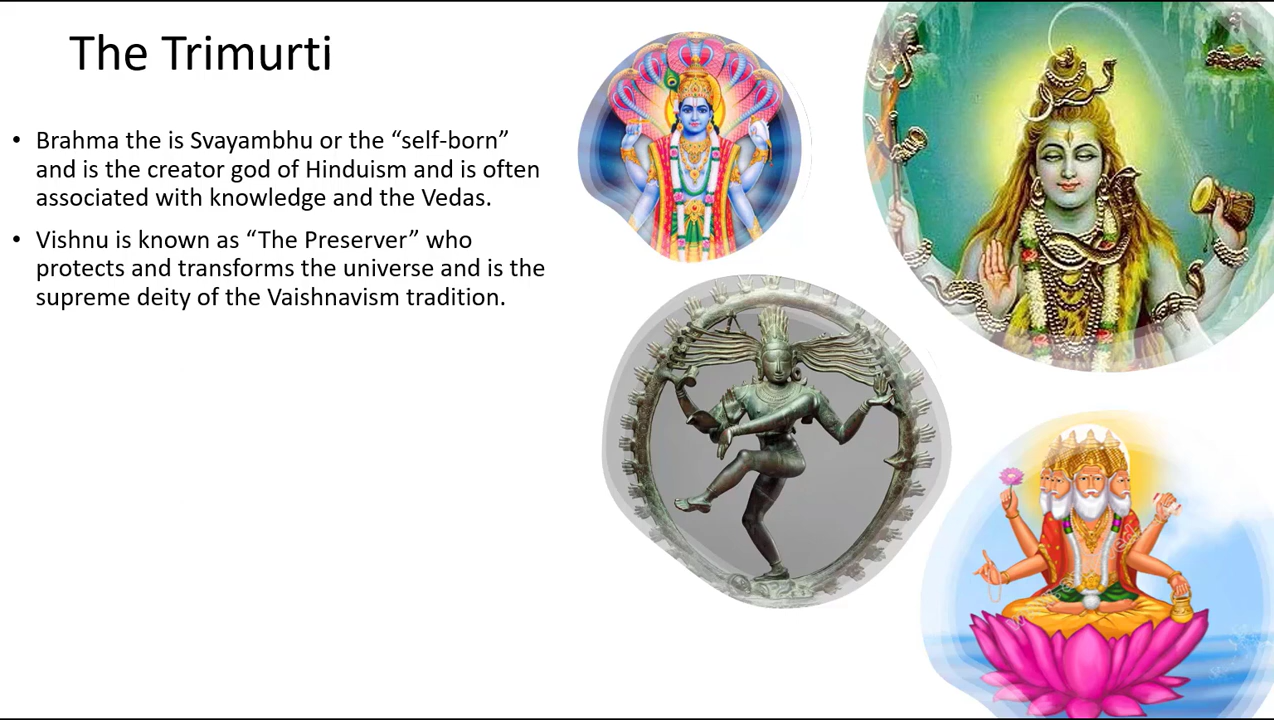 The Trimurti
• Brahma the is Svayambhu or the “self-born”
and is the creator god of Hinduism and is often
associated with knowledge and the Vedas.
• Vishnu is known as “The Preserver” who
protects and transforms the universe and is the
supreme deity of the Vaishnavism tradition.